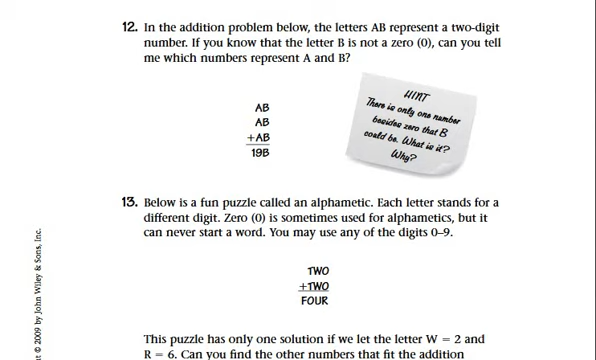 12. In the addition problem below, the letters AB represent a two-digit
number. If you know that the letter B is not a zero (0), can you tell
me which numbers represent A and B?
HINT
There is only one number
besides zero that B
could be. What is it?
Why?
AB
AB
+AB
19B
13. Below is a fun puzzle called an alphametic. Each letter stands for a
different digit. Zero (0) is sometimes used for alphametics, but it
can never start a word. You may use any of the digits 0–9.
TWO
+TWO
FOUR
This puzzle has only one solution if we let the letter W = 2 and
R = 6. Can you find the other numbers that fit the addition
t © 2009 by John Wiley & Sons, Inc.